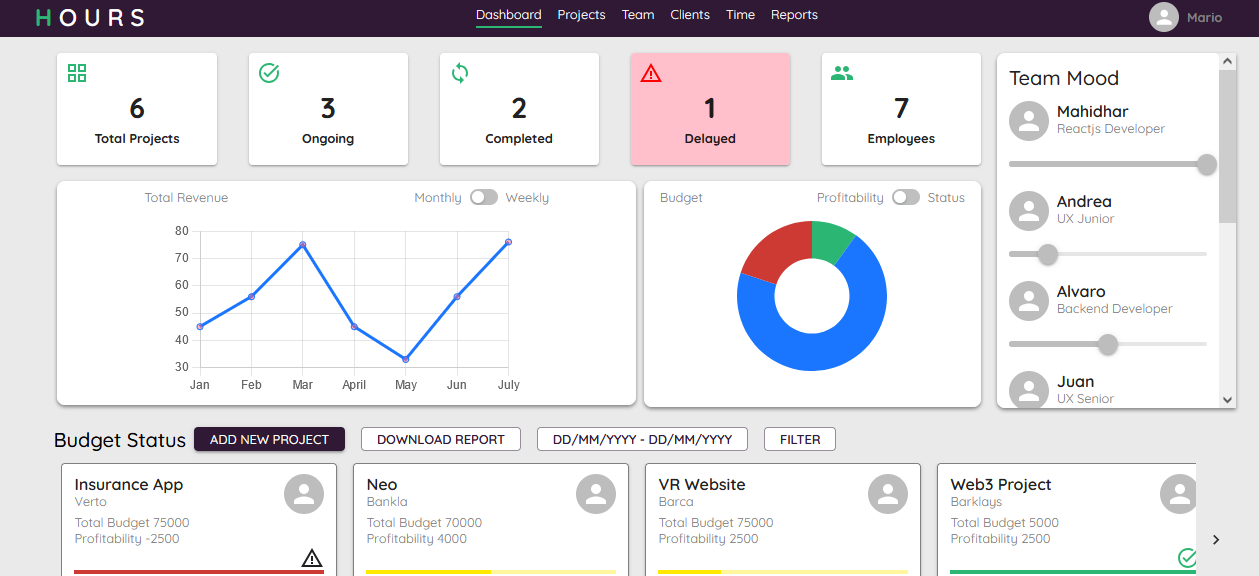 HOURS
Dashboard Projects Team Clients Time Reports
Mario
6
Total Projects
3
Ongoing
2
Completed
1
Delayed
7
Employees
Total Revenue
Monthly Weekly
80
70
60
50
40
30
Jan Feb Mar April May Jun July
Budget
Profitability Status
Team Mood
Mahidhar
Reactjs Developer
Andrea
UX Junior
Alvaro
Backend Developer
Juan
UX Senior
Budget Status
ADD NEW PROJECT
DOWNLOAD REPORT
DD/MM/YYYY - DD/MM/YYYY
FILTER
Insurance App
Verto
Total Budget 75000
Profitability -2500
Neo
Bankla
Total Budget 70000
Profitability 4000
VR Website
Barca
Total Budget 75000
Profitability 2500
Web3 Project
Barklays
Total Budget 5000
Profitability 2500